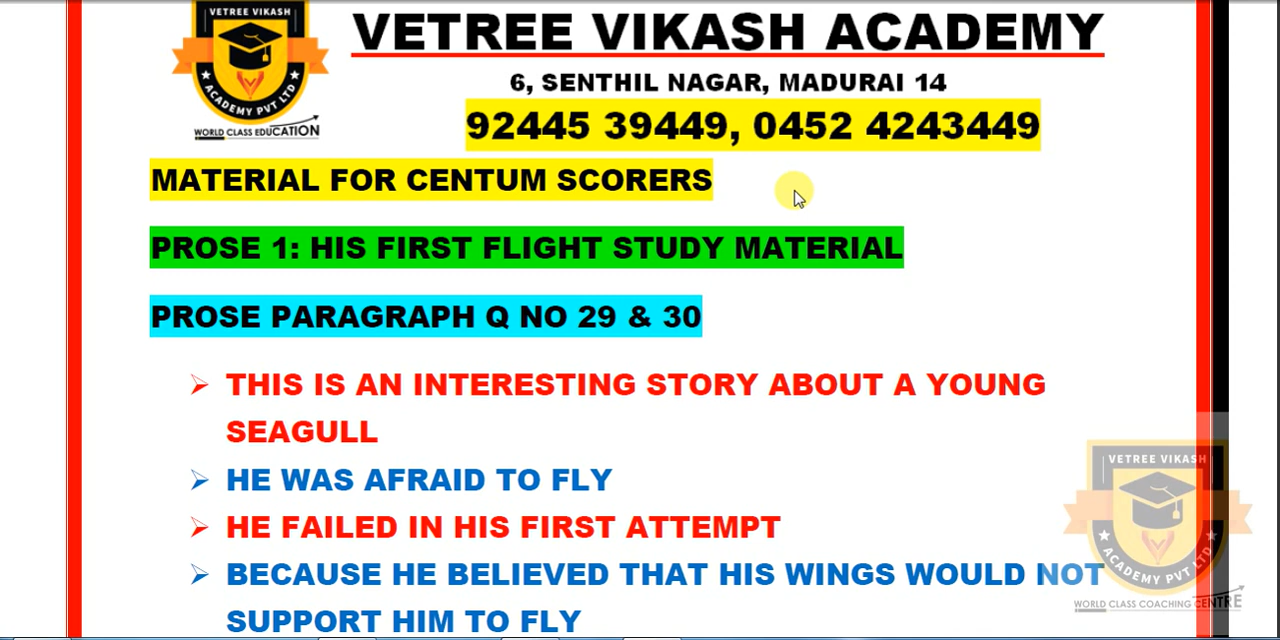 VETREE VIKASH
ACADEMY PVT LTD
WORLD CLASS EDUCATION
VETREE VIKASH ACADEMY
6, SENTHIL NAGAR, MADURAI 14
92445 39449, 0452 4243449
MATERIAL FOR CENTUM SCORERS
PROSE 1: HIS FIRST FLIGHT STUDY MATERIAL
PROSE PARAGRAPH Q NO 29 & 30
THIS IS AN INTERESTING STORY ABOUT A YOUNG
SEAGULL
HE WAS AFRAID TO FLY
HE FAILED IN HIS FIRST ATTEMPT
BECAUSE HE BELIEVED THAT HIS WINGS WOULD NOT
SUPPORT HIM TO FLY
VETREE VIKASH
ACADEMY PVT LTD
WORLD CLASS COACHING CENTRE